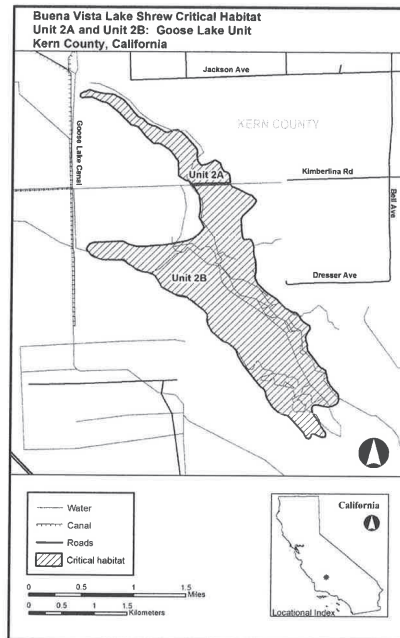 Buena Vista Lake Shrew Critical Habitat
Unit 2A and Unit 2B: Goose Lake Unit
Kern County, California
Jackson Ave
KERN COUNTY
Goose Lake Canal
Unit 2A
Kimberlina Rd
Bell Ave
Unit 2B
Dresser Ave
Water
Canal
Roads
Critical habitat
0 0.5 1 1.5
Miles
0 0.5 1 1.5
Kilometers
California
Locational Index